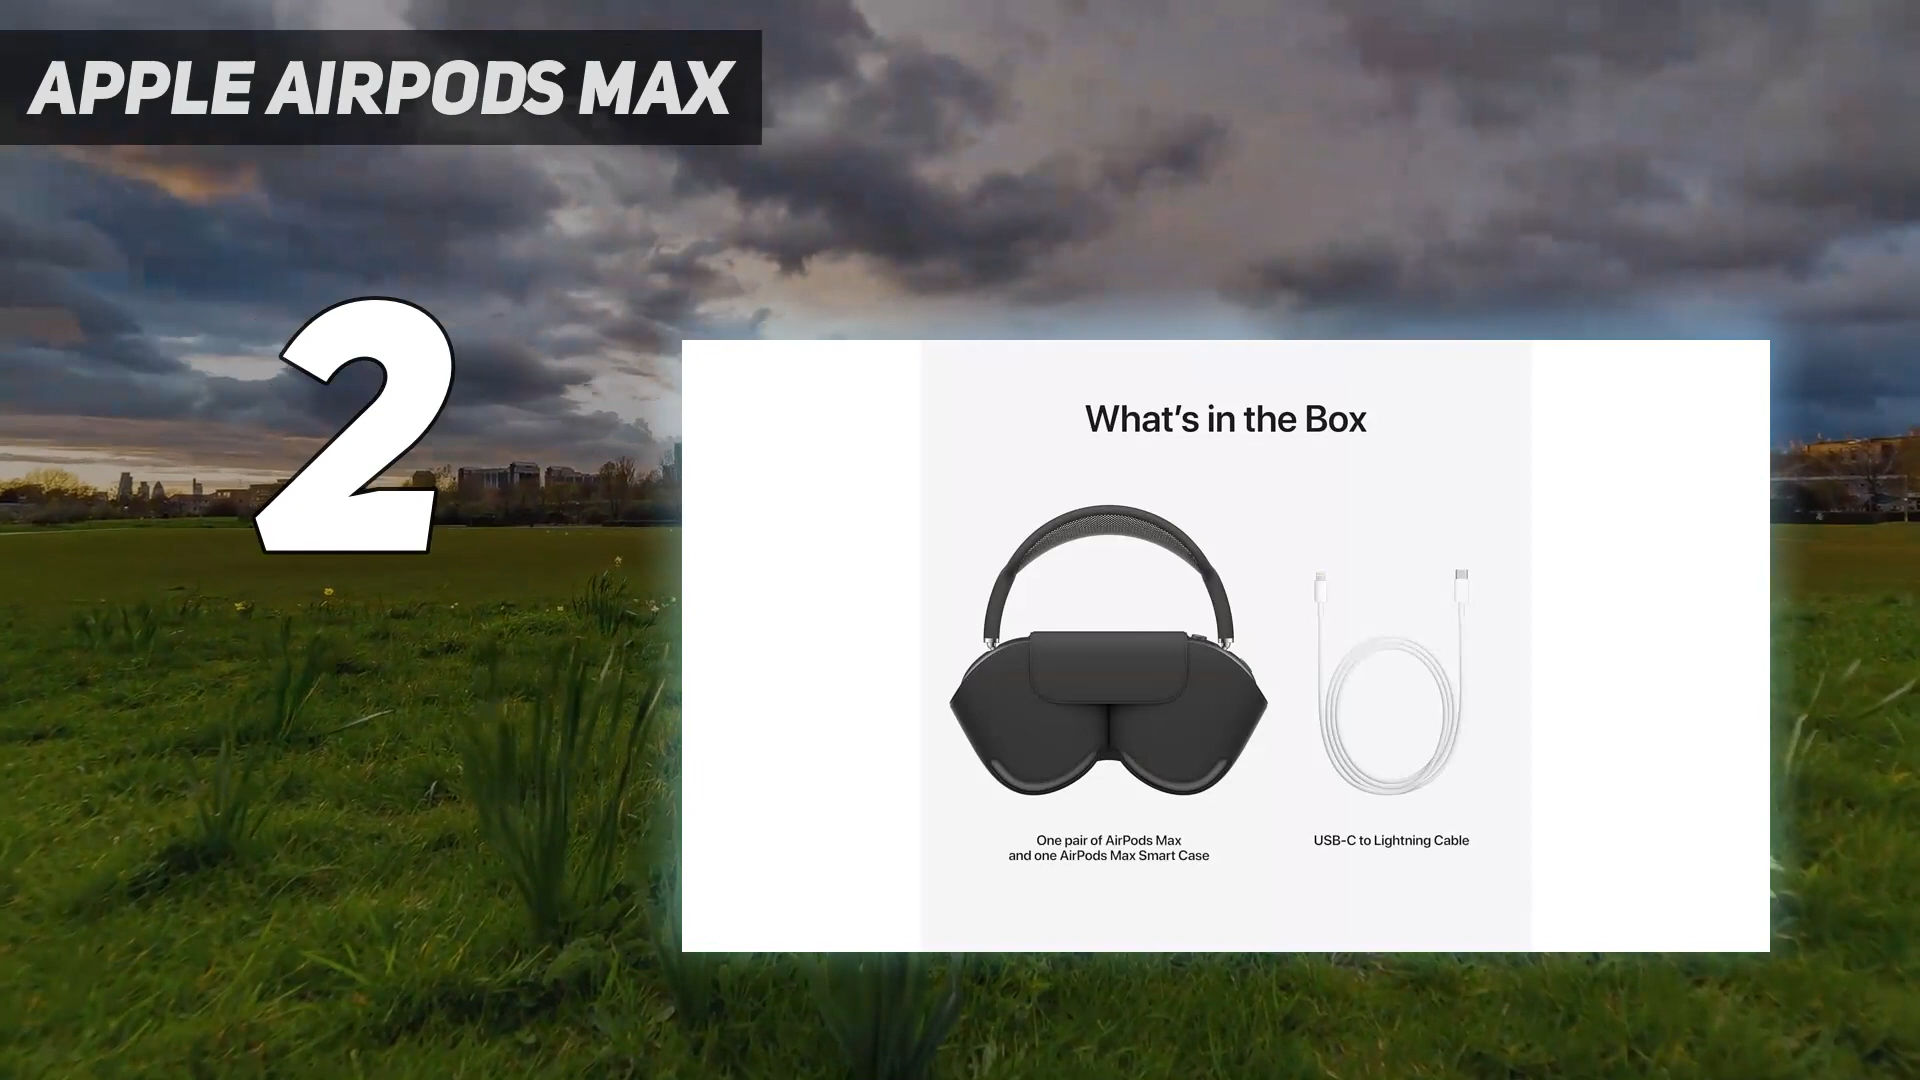 APPLE AIRPODS MAX
2
What's in the Box
One pair of AirPods Max
and one AirPods Max Smart Case
USB-C to Lightning Cable